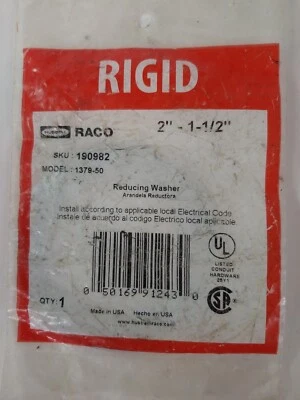 RIGID
HUBBELL
RACO
2" - 1-1/2"
SKU: 190982
MODEL: 1379-50
Reducing Washer
Arandela Reductora
Install according to applicable local Electrical Code
Instale de acuerdo al codigo Electrico local aplicable.
UL
LISTED
CONDUIT
HARDWARE
QTY: 1
0 50169 91243 0
Made in USA Hecho en USA